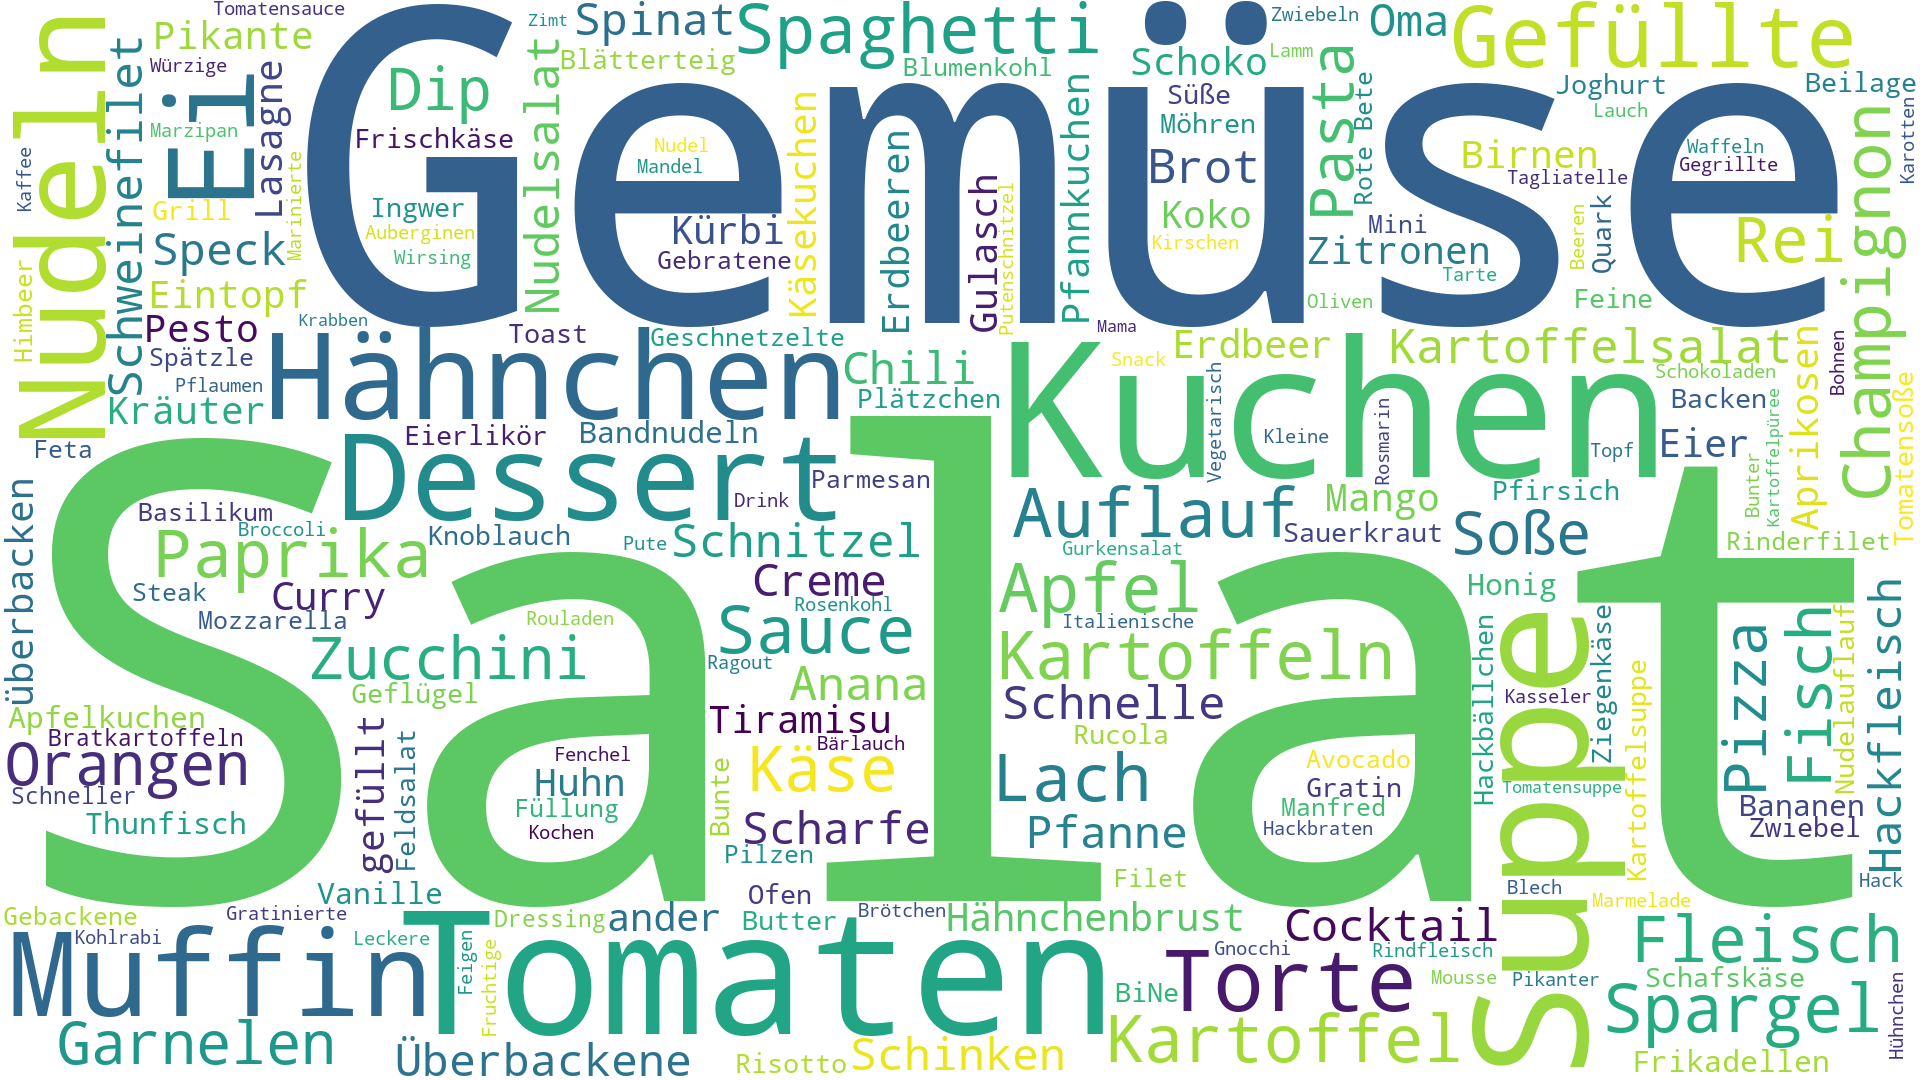 Tomatensauce
Zimt
Spinat
Spaghetti
Zwiebeln
Oma
Gefüllte
Pikante
Würzige
Marzipan
Nudeln
Schweinefilet
Ei
Lasagne
Dip
Frischkäse
Nudelsalat
Blätterteig
Blumenkohl
Schoko
Lamm
Pasta
Rote Bete
Joghurt
Lauch
Beilage
Karotten
Kaffee
Gemüse
Nudel
Mandel
Käsekuchen
Erdbeeren
Gulasch
Putenschnitzel
Pfannkuchen
Süße
Möhren
Brot
Koko
Kirschen
Birnen
Tagliatelle
Waffeln
Gegrillte
Champignon
Grill
Marinierte
Speck
Eintopf
Ingwer
Auberginen
Wirsing
Kürbi
Gebratene
Mini
Zitronen
Tarte
Oliven
Beeren
Quark
Feine
Rei
Himbeer
Pesto
Krabben
Spätzle
Pflaumen
Kräuter
Hähnchen
Toast
Geschnetzelte
Mama
Chili
Plätzchen
Snack
Erdbeer
Kartoffelsalat
Schokoladen
Bohnen
Feta
Eierlikör
Bandnudeln
Dessert
Parmesan
Drink
Kuchen
Vegetarisch
Kleine
Rosmarin
Topf
Backen
Eier
Bunter
Kartoffelpüree
Aprikosen
Tomatensoße
überbacken
Basilikum
Broccoli
Paprika
Knoblauch
Pute
Schnitzel
Auflauf
Mango
Pfirsich
Sauerkraut
Soße
Rinderfilet
Gurkensalat
Steak
Curry
Mozzarella
Creme
Rosenkohl
Apfel
Italienische
Honig
Salat
Rouladen
Zucchini
Sauce
Ragout
Kartoffeln
Hackbällchen
Suppe
Ziegenkäse
Kartoffelsuppe
Pizza
Fisch
Nudelauflauf
Hackfleisch
Geflügel
Anana
Schnelle
Kasseler
Apfelkuchen
Bratkartoffeln
Orangen
Schneller
Thunfisch
gefüllt
Feldsalat
Fenchel
Huhn
Füllung
Kochen
Tiramisu
Bärlauch
Käse
Bunte
Scharfe
Pilzen
Rucola
Lach
Pfanne
Avocado
Gratin
Manfred
Hackbraten
Tomatensuppe
Bananen
Zwiebel
Vanille
Ofen
Filet
Blech
Hack
Gebackene
Gratinierte
Kohlrabi
Leckere
Dressing
ander
Butter
Brötchen
Hähnchenbrust
Cocktail
Gnocchi
Rindfleisch
Marmelade
Fleisch
Muffin
Feigen
Fruchtige
Tomaten
BiNe
Torte
Mousse
Pikanter
Schafskäse
Spargel
Hühnchen
Garnelen
Überbackene
Risotto
Schinken
Kartoffel
Frikadellen